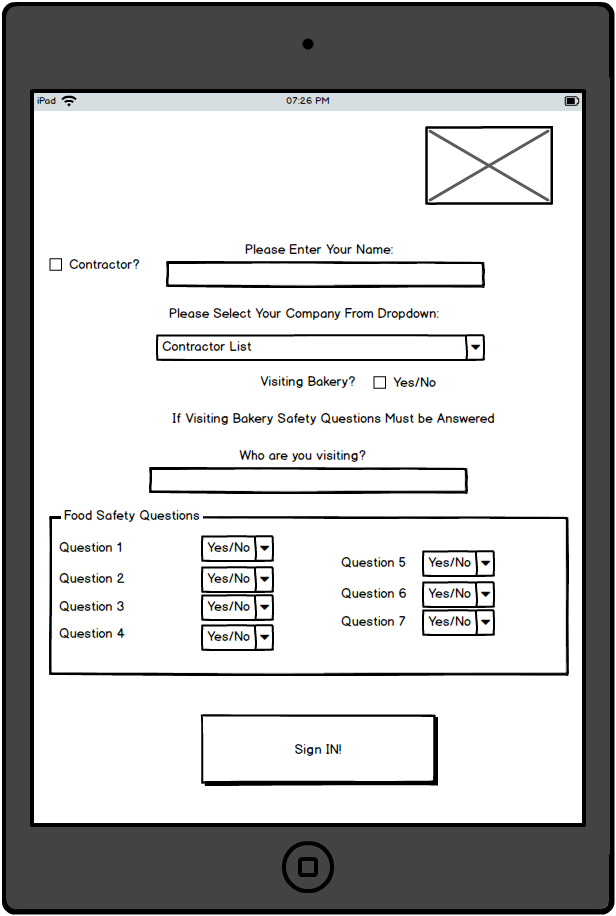 iPad 07:26 PM
Please Enter Your Name:
Contractor?
Please Select Your Company From Dropdown:
Contractor List
Visiting Bakery? Yes/No
If Visiting Bakery Safety Questions Must be Answered
Who are you visiting?
Food Safety Questions
Question 1 Yes/No
Question 2 Yes/No
Question 3 Yes/No
Question 4 Yes/No
Question 5 Yes/No
Question 6 Yes/No
Question 7 Yes/No
Sign IN!